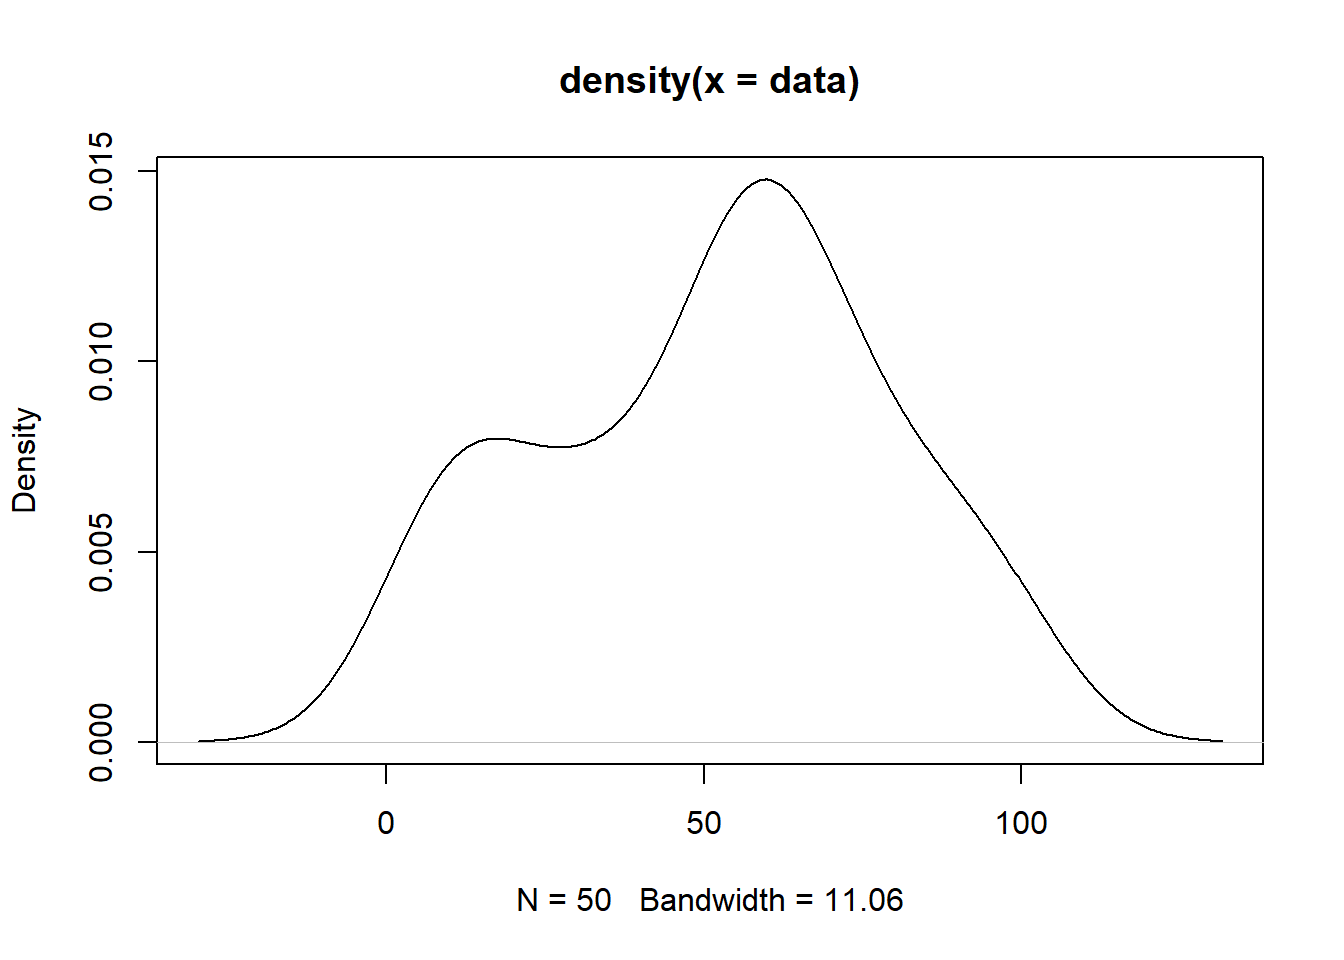 density(x = data)
Density
0.015
0.010
0.005
0.000
0 50 100
N = 50 Bandwidth = 11.06